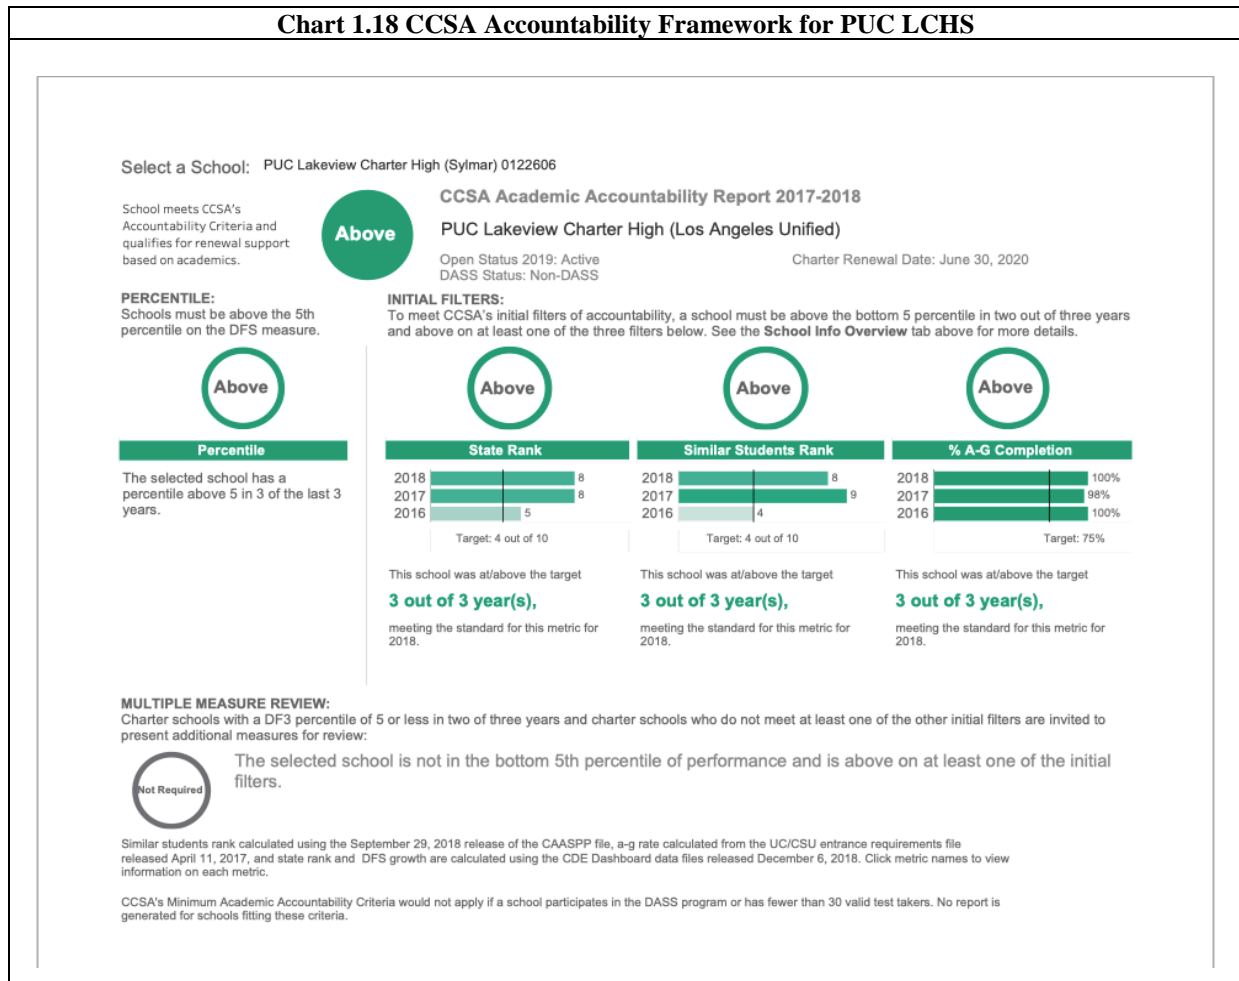 Chart 1.18 CCSA Accountability Framework for PUC LCHS
Select a School: PUC Lakeview Charter High (Sylmar) 0122606
School meets CCSA's
Accountability Criteria and
qualifies for renewal support
based on academics.
Above
CCSA Academic Accountability Report 2017-2018
PUC Lakeview Charter High (Los Angeles Unified)
Open Status 2019: Active
DASS Status: Non-DASS
Charter Renewal Date: June 30, 2020
PERCENTILE:
Schools must be above the 5th
percentile on the DFS measure.
INITIAL FILTERS:
To meet CCSA's initial filters of accountability, a school must be above the bottom 5 percentile in two out of three years
and above on at least one of the three filters below. See the School Info Overview tab above for more details.
Above
Percentile
The selected school has a
percentile above 5 in 3 of the last 3
years.
Above
State Rank
2018 8
2017 8
2016 5
Target: 4 out of 10
This school was at/above the target
3 out of 3 year(s),
meeting the standard for this metric for
2018.
Above
Similar Students Rank
2018 8
2017 9
2016 4
Target: 4 out of 10
This school was at/above the target
3 out of 3 year(s),
meeting the standard for this metric for
2018.
Above
% A-G Completion
2018 100%
2017 98%
2016 100%
Target: 75%
This school was at/above the target
3 out of 3 year(s),
meeting the standard for this metric for
2018.
MULTIPLE MEASURE REVIEW:
Charter schools with a DF3 percentile of 5 or less in two of three years and charter schools who do not meet at least one of the other initial filters are invited to
present additional measures for review:
Not Required
The selected school is not in the bottom 5th percentile of performance and is above on at least one of the initial
filters.
Similar students rank calculated using the September 29, 2018 release of the CAASPP file, a-g rate calculated from the UC/CSU entrance requirements file
released April 11, 2017, and state rank and DFS growth are calculated using the CDE Dashboard data files released December 6, 2018. Click metric names to view
information on each metric.
CCSA's Minimum Academic Accountability Criteria would not apply if a school participates in the DASS program or has fewer than 30 valid test takers. No report is
generated for schools fitting these criteria.